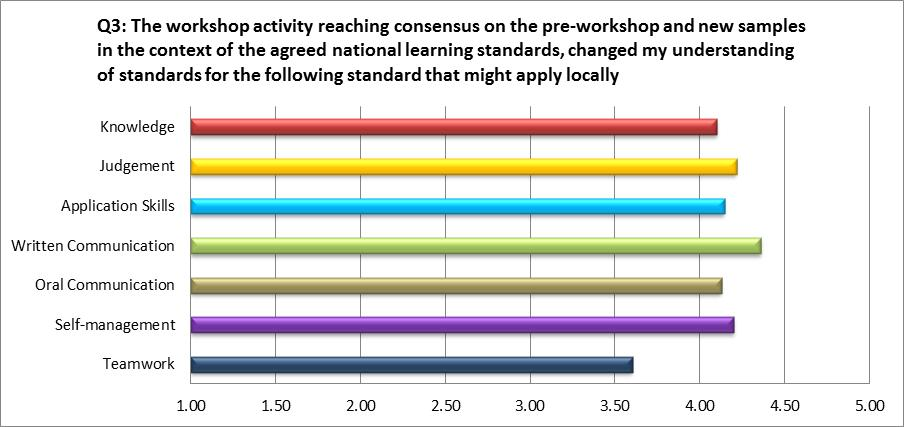 Q3: The workshop activity reaching consensus on the pre-workshop and new samples
in the context of the agreed national learning standards, changed my understanding
of standards for the following standard that might apply locally
Knowledge
Judgement
Application Skills
Written Communication
Oral Communication
Self-management
Teamwork
1.00 1.50 2.00 2.50 3.00 3.50 4.00 4.50 5.00